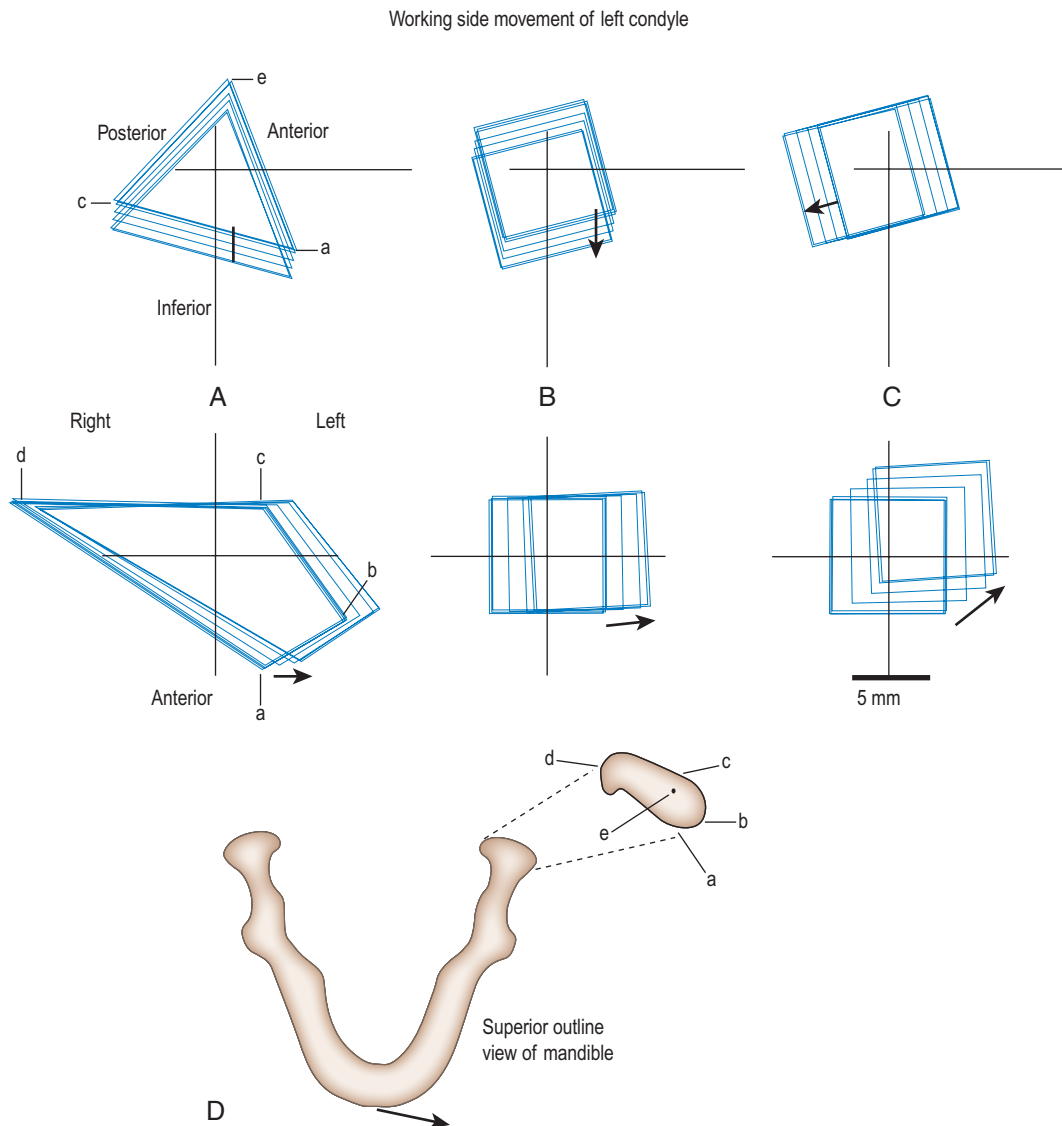 Working side movement of left condyle
e
Posterior
Anterior
c
a
Inferior
A
B
C
Right
Left
d
c
b
Anterior
a
5 mm
d
c
e
b
a
Superior outline
view of mandible
D